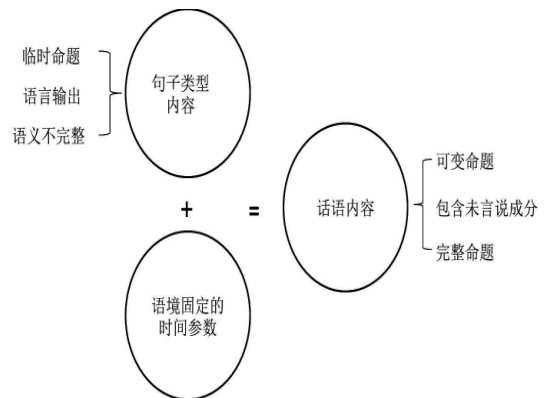 临时命题
语言输出
语义不完整
句子类型
内容
+
=
语境固定的
时间参数
话语内容
可变命题
包含未言说成分
完整命题